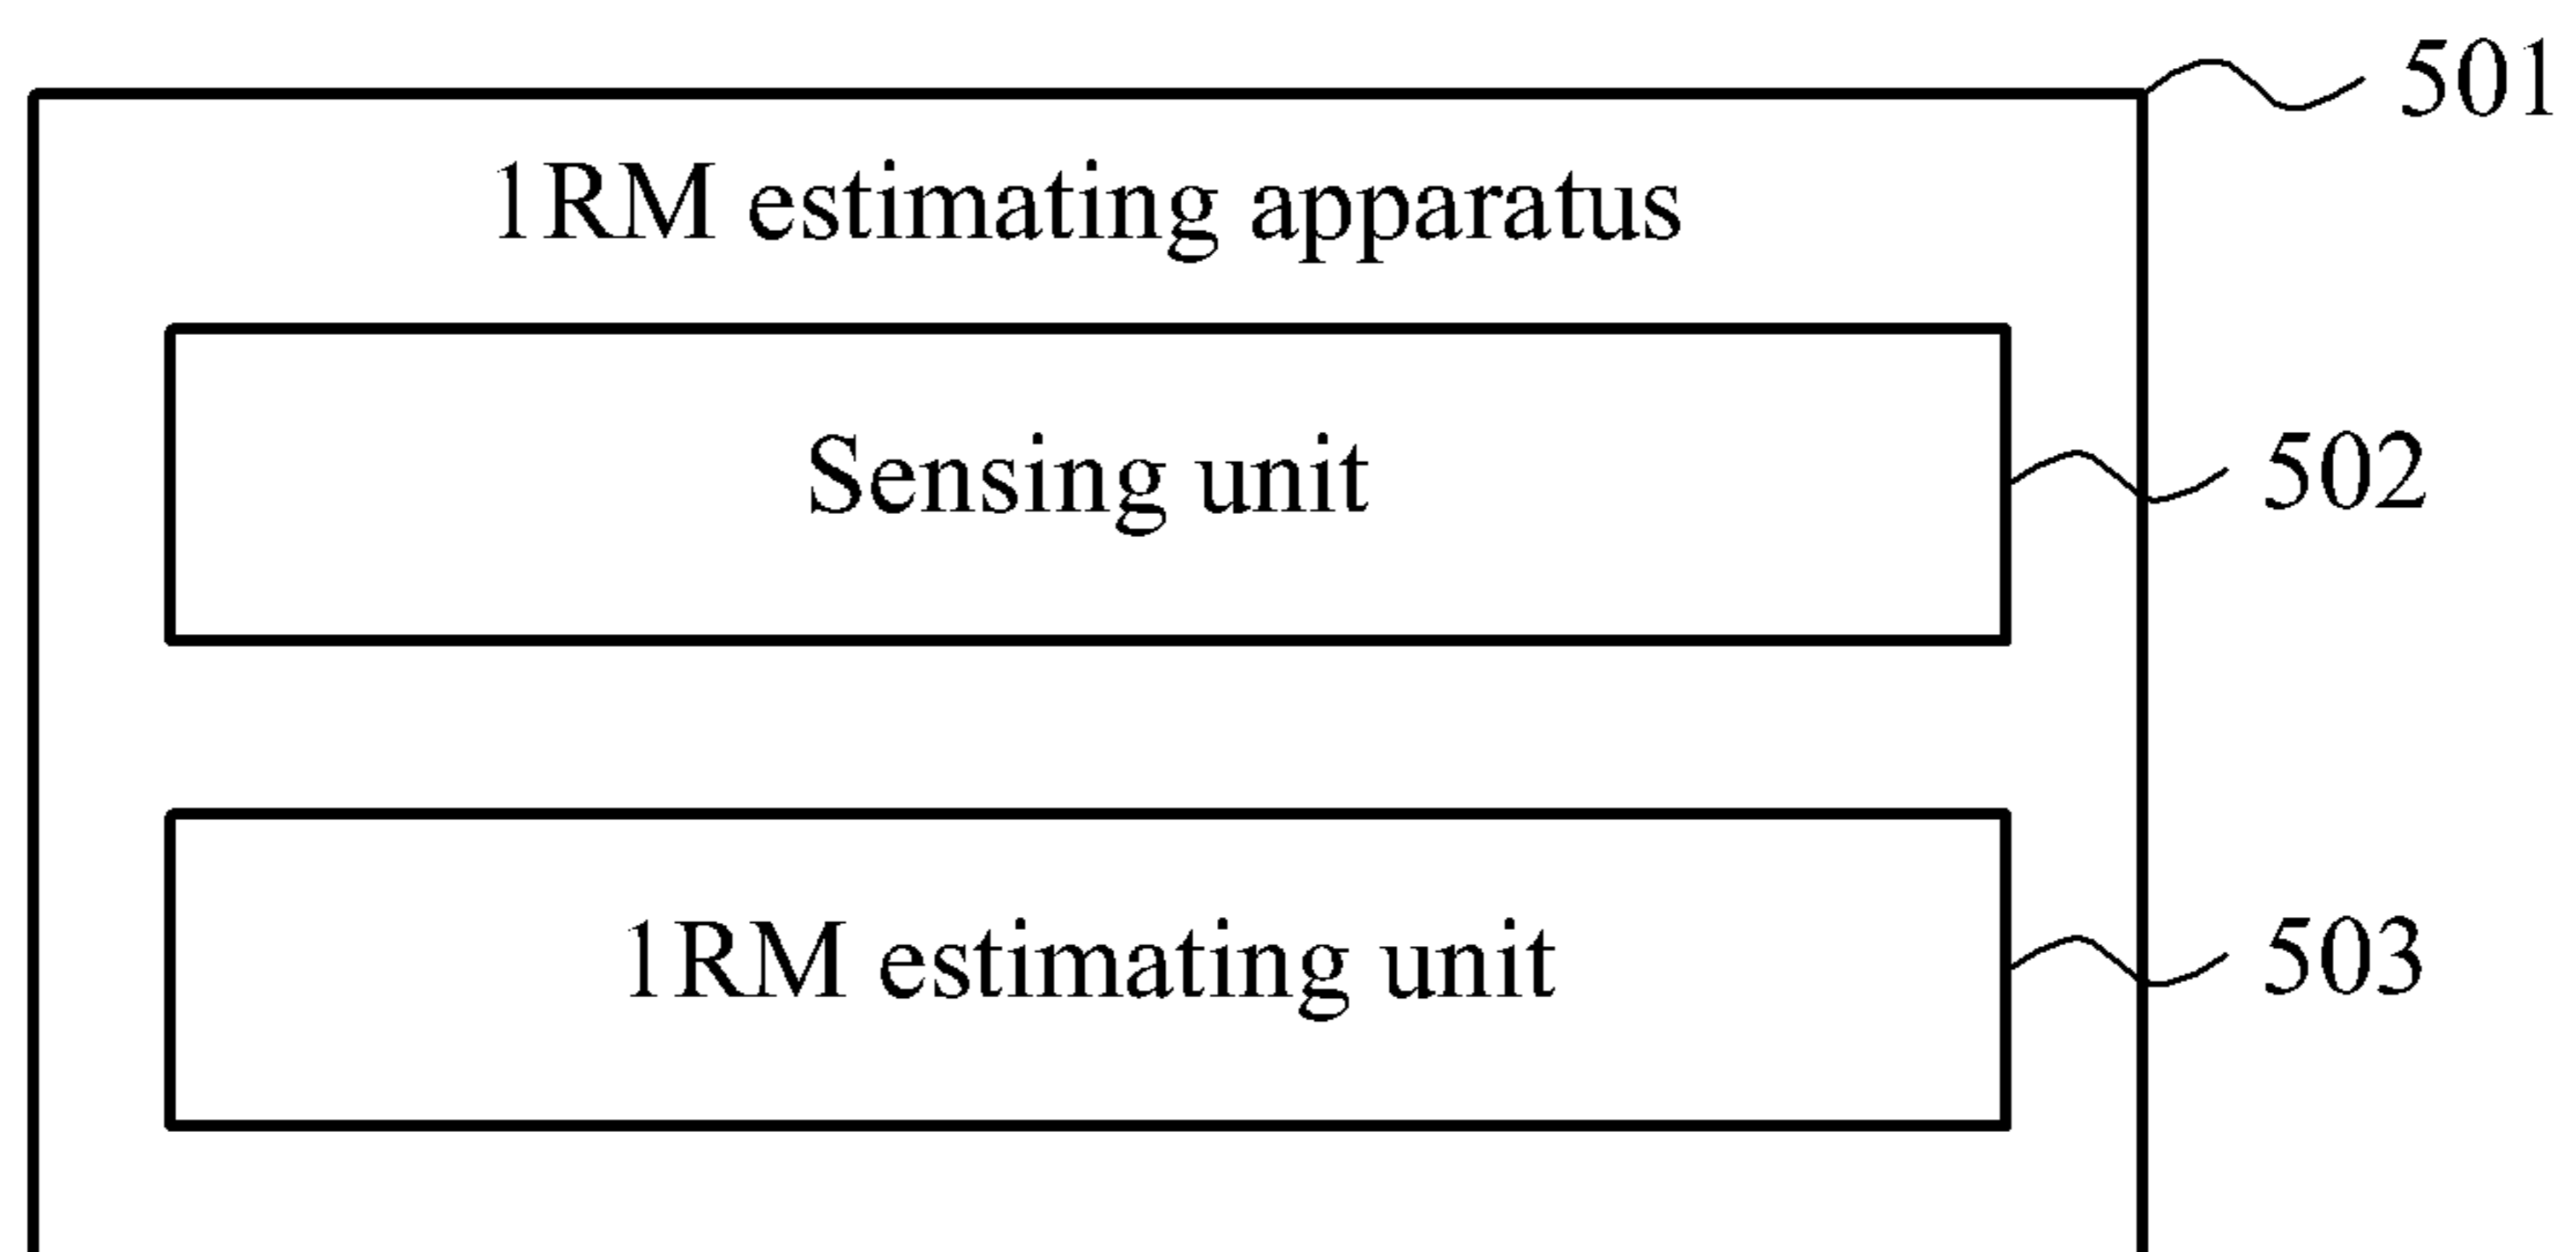 501
1RM estimating apparatus
Sensing unit
502
1RM estimating unit
503